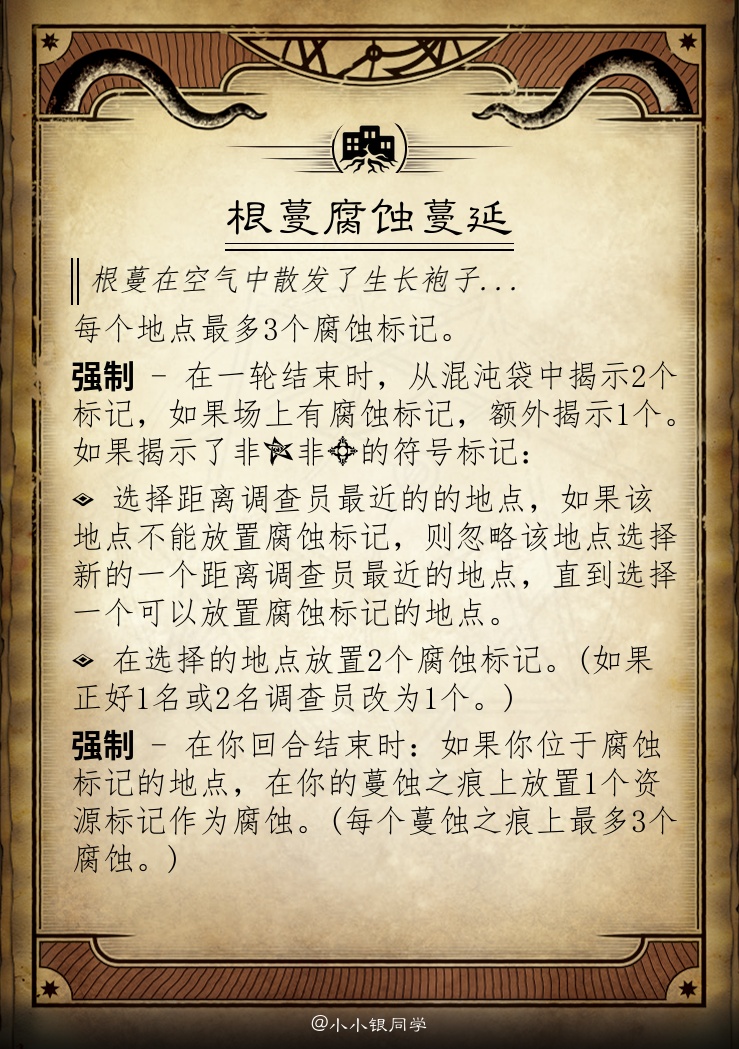 根蔓腐蚀蔓延
根蔓在空气中散发了生长袍子...
每个地点最多3个腐蚀标记。
强制 - 在一轮结束时，从混沌袋中揭示2个
标记，如果场上有腐蚀标记，额外揭示1个。
如果揭示了非非的符号标记：
选择距离调查员最近的的地点，如果该
地点不能放置腐蚀标记，则忽略该地点选择
新的一个距离调查员最近的地点，直到选择
一个可以放置腐蚀标记的地点。
在选择的地点放置2个腐蚀标记。(如果
正好1名或2名调查员改为1个。)
强制 - 在你回合结束时：如果你位于腐蚀
标记的地点，在你的蔓蚀之痕上放置1个资
源标记作为腐蚀。(每个蔓蚀之痕上最多3个
腐蚀。)
@小小银同学